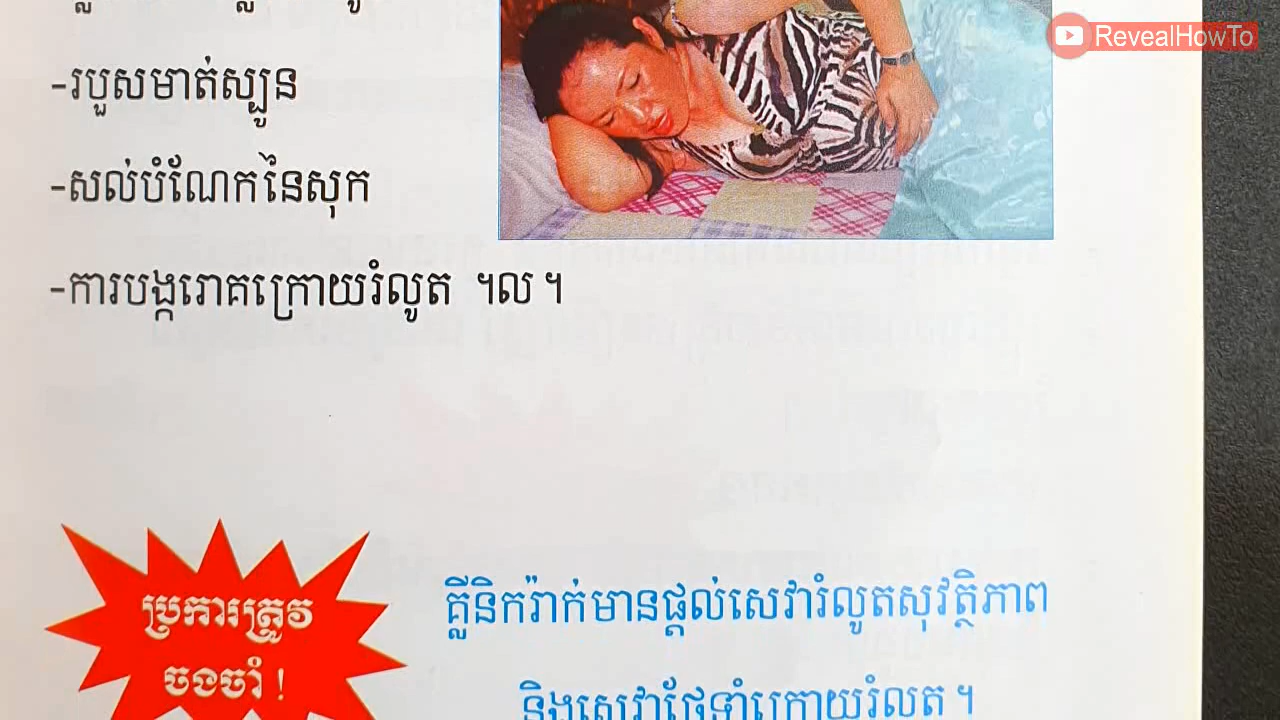 RevealHowTo
-របួសមាត់ស្បូន
-សល់បំណែកនៃសុក
-ការបង្ករោគក្រោយរំលូត ។ល។
ប្រការត្រូវ
ចងចាំ !
គ្លីនិករ៉ាក់មានផ្តល់សេវារំលូតសុវត្ថិភាព
និងសេវាថែទាំក្រោយរំលូត ។